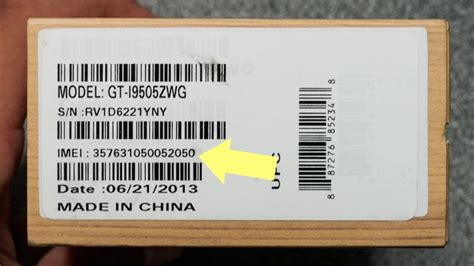 MODEL: GT-I9505ZWG
S/N :RV1D6221YNY
IMEI : 357631050052050
Date :06/21/2013
MADE IN CHINA
UPC
8 87276 85234 8